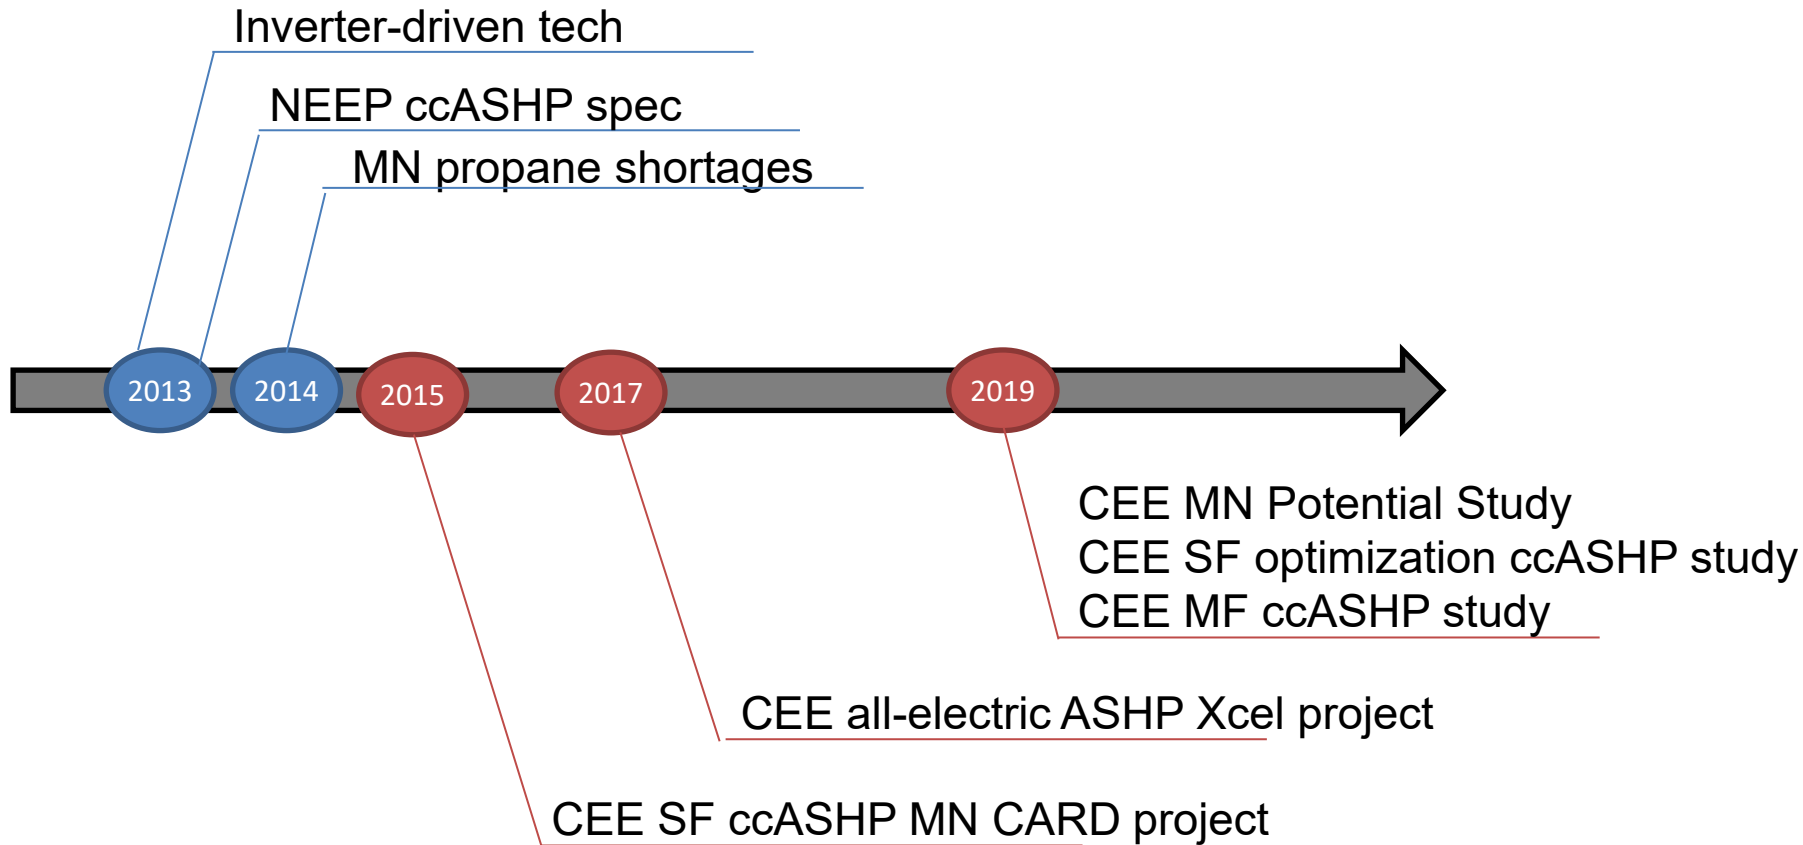 Inverter-driven tech
NEEP ccASHP spec
MN propane shortages
2013
2014
2015
2017
2019
CEE MN Potential Study
CEE SF optimization ccASHP study
CEE MF ccASHP study
CEE all-electric ASHP Xcel project
CEE SF ccASHP MN CARD project